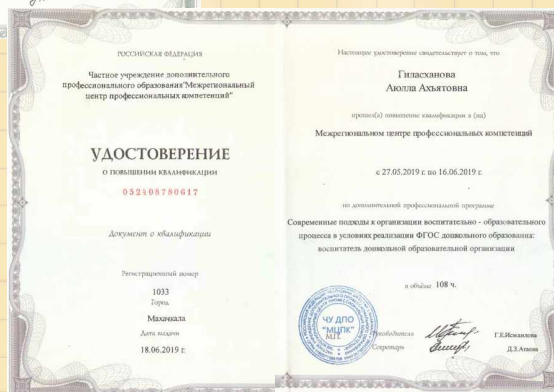 РОССИЙСКАЯ ФЕДЕРАЦИЯ
Частное учреждение дополнительного
профессионального образования"Межрегиональный
центр профессиональных компетенций"
УДОСТОВЕРЕНИЕ
О ПОВЫШЕНИИ КВАЛИФИКАЦИИ
052408780617
Документ о квалификации
Регистрационный номер
1033
Город
Махачкала
Дата выдачи
18.06.2019 г.
Настоящее удостоверение свидетельствует о том, что
Гиласханова
Аюлла Ахъятовна
прошел(а) повышение квалификации в (на)
Межрегиональном центре профессиональных компетенций
с 27.05.2019 г. по 16.06.2019 г.
по дополнительной профессиональной программе
Современные подходы к организации воспитательно - образовательного
процесса в условиях реализации ФГОС дошкольного образования:
воспитатель дошкольной образовательной организации
в объёме 108 ч.
ЧУ ДПО
"МЦПК"
М.П.
Руководитель
Г.Е.Исмаилова
Секретарь
Д.З.Атаева